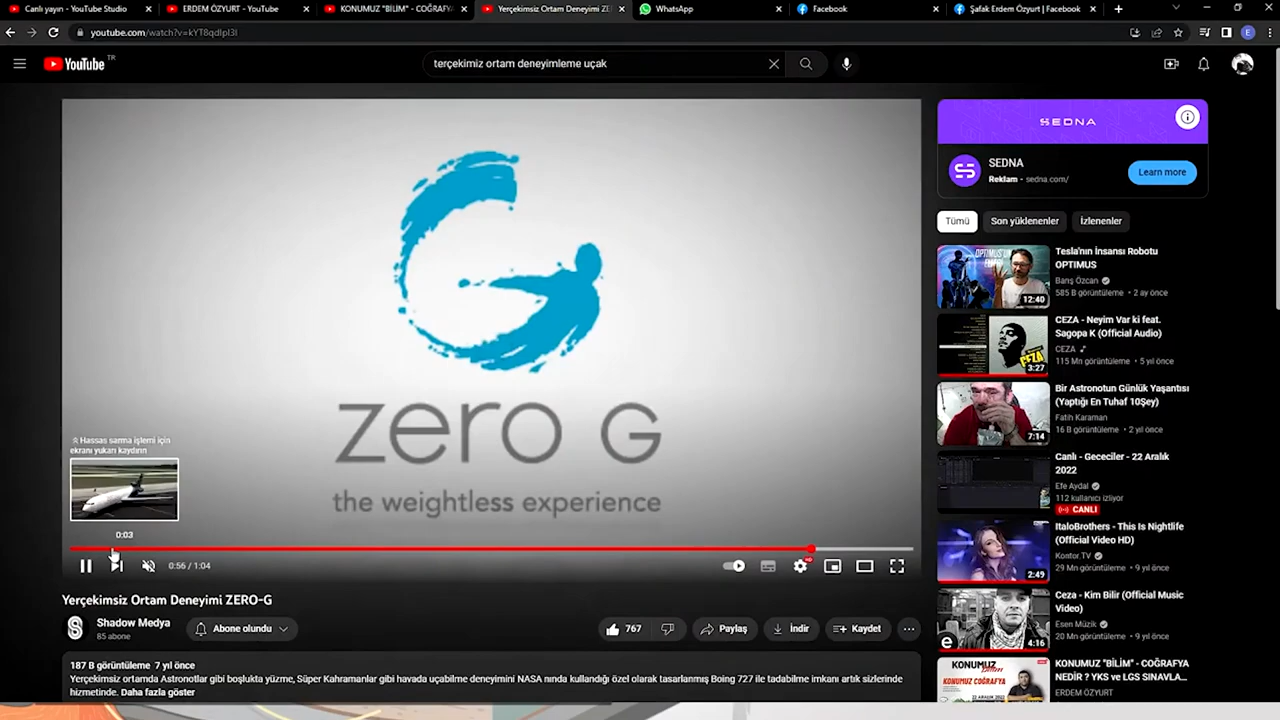 Canlı yayın - YouTube Studio
ERDEM ÖZYURT - YouTube
KONUMUZ "BİLİM" - COĞRAFY
Yerçekimsiz Ortam Deneyimi ZE
WhatsApp
Facebook
Şafak Erdem Özyurt | Facebook
youtube.com/watch?v=kYT8qdlpl3I
YouTube TR
terçekimiz ortam deneyimleme uçak
zero G
the weightless experience
Hassas sarma işlemi için
ekranı yukarı kaydırın
0:03
0:56 / 1:04
HD
Yerçekimsiz Ortam Deneyimi ZERO-G
Shadow Medya
85 abone
Abone olundu
767
Paylaş
İndir
Kaydet
187 B görüntüleme 7 yıl önce
Yerçekimsiz ortamda Astronotlar gibi boşlukta yüzme, Süper Kahramanlar gibi havada uçabilme deneyimini NASA nın da kullandığı özel olarak tasarlanmış Boing 727 ile tadabilme imkanı artık sizlerinde
hizmetinde. Daha fazla göster
SEDNA
SEDNA
Reklam · sedna.com/
Learn more
Tümü
Son yüklenenler
İzlenenler
Tesla'nın İnsansı Robotu
OPTIMUS
Barış Özcan
585 B görüntüleme • 2 ay önce
12:40
CEZA - Neyim Var ki feat.
Sagopa K (Official Audio)
CEZA
115 Mn görüntüleme • 5 yıl önce
CEZA
3:27
Bir Astronotun Günlük Yaşantısı
(Yaptığı En Tuhaf 10Şey)
Fatih Karaman
16 B görüntüleme • 2 yıl önce
7:14
Canlı - Gececiler - 22 Aralık
2022
Efe Aydal
112 kullanıcı izliyor
CANLI
ItaloBrothers - This Is Nightlife
(Official Video HD)
Kontor.TV
29 Mn görüntüleme • 9 yıl önce
2:49
Ceza - Kim Bilir (Official Music
Video)
Esen Müzik
20 Mn görüntüleme • 9 yıl önce
4:16
KONUMUZ "BİLİM" - COĞRAFYA
NEDİR ? YKS ve LGS SINAVLA...
ERDEM ÖZYURT
KONUMUZ
KONUMUZ COĞRAFYA